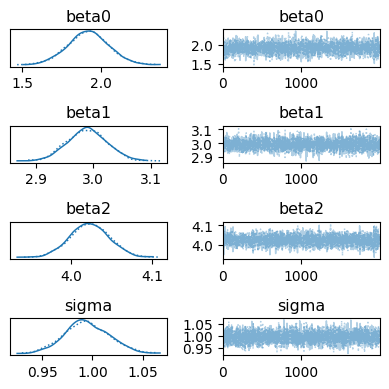 beta0 beta0
2.0
1.5
1.5 2.0 0 1000
beta1 beta1
3.1
3.0
2.9
2.9 3.0 3.1 0 1000
beta2 beta2
4.1
4.0
4.0 4.1 0 1000
sigma sigma
1.05
1.00
0.95
0.95 1.00 1.05 0 1000